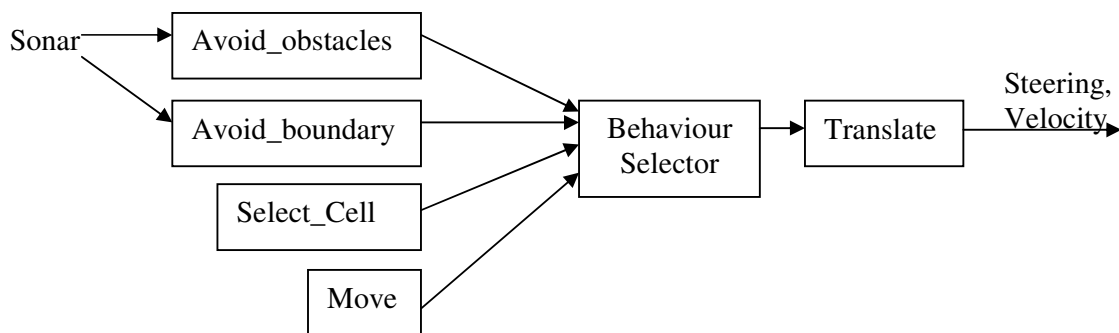 Sonar
Avoid_obstacles
Avoid_boundary
Select_Cell
Move
Behaviour
Selector
Translate
Steering,
Velocity